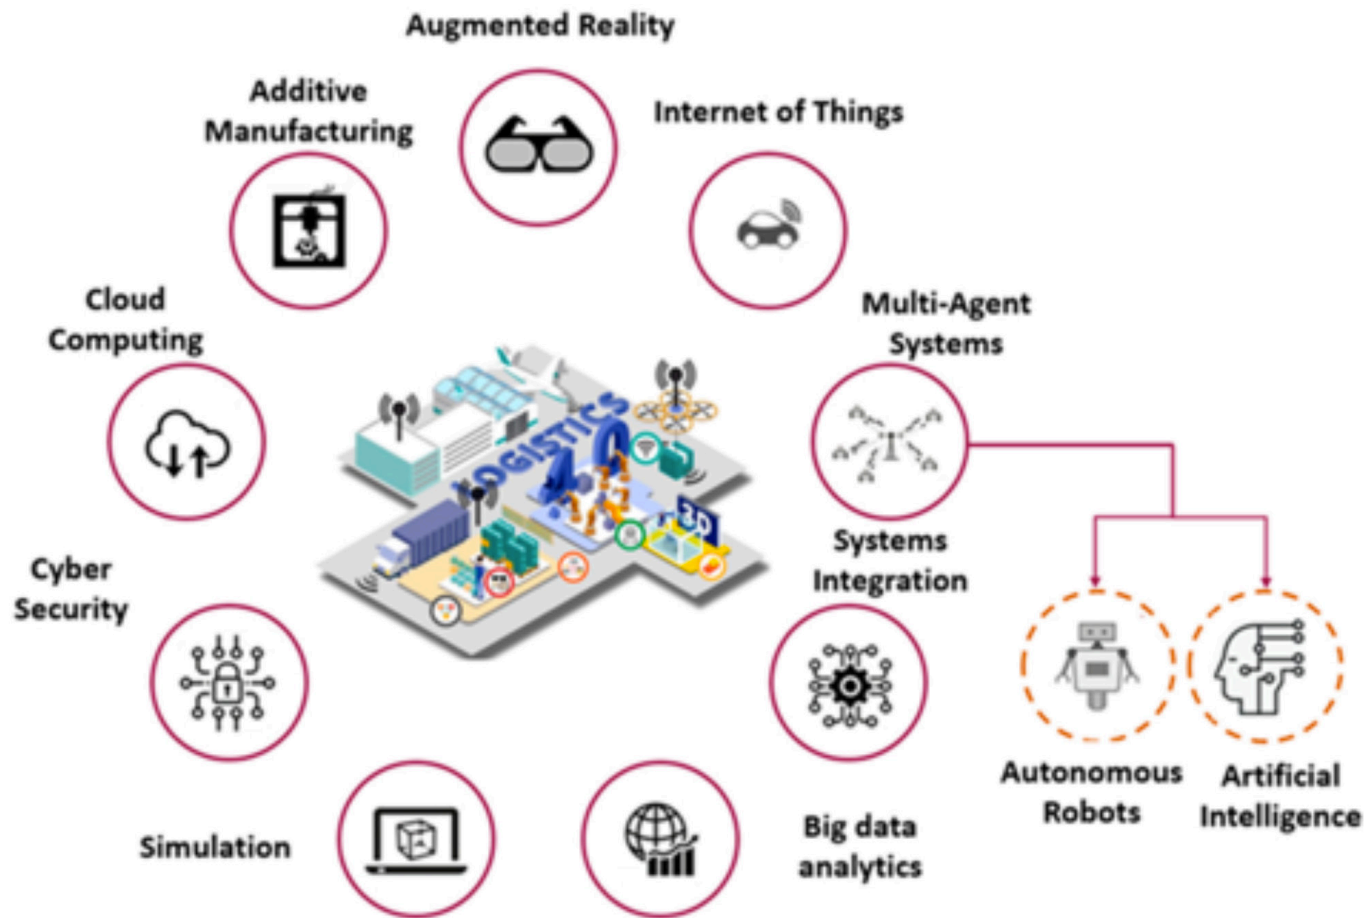 Augmented Reality
Additive
Manufacturing
Internet of Things
Cloud
Computing
Multi-Agent
Systems
LOGISTICS
4.0
3D
Cyber
Security
Systems
Integration
Autonomous
Robots
Artificial
Intelligence
Simulation
Big data
analytics